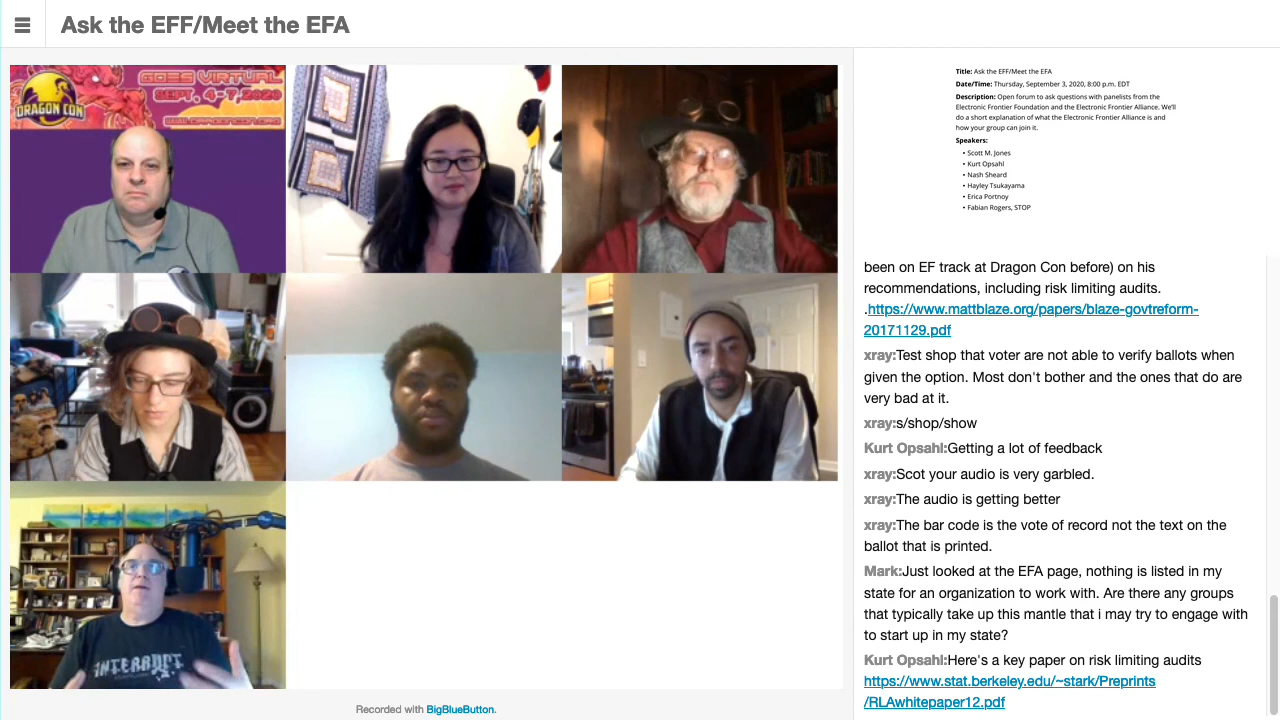 Ask the EFF/Meet the EFA
GOES VIRTUAL
SEPT. 4-7, 2020
DRAGON CON
INTERRUPT
Title: Ask the EFF/Meet the EFA
Date/Time: Thursday, September 3, 2020, 8:00 p.m. EDT
Description: Open forum to ask questions with panelists from the
Electronic Frontier Foundation and the Electronic Frontier Alliance. We'll
do a short explanation of what the Electronic Frontier Alliance is and
how your group can join it.
Speakers:
• Scott M. Jones
• Kurt Opsahl
• Nash Sheard
• Hayley Tsukayama
• Erica Portnoy
• Fabian Rogers, STOP
been on EF track at Dragon Con before) on his
recommendations, including risk limiting audits.
.https://www.mattblaze.org/papers/blaze-govtreform-
20171129.pdf
xray:Test shop that voter are not able to verify ballots when
given the option. Most don't bother and the ones that do are
very bad at it.
xray:s/shop/show
Kurt Opsahl:Getting a lot of feedback
xray:Scot your audio is very garbled.
xray:The audio is getting better
xray:The bar code is the vote of record not the text on the
ballot that is printed.
Mark:Just looked at the EFA page, nothing is listed in my
state for an organization to work with. Are there any groups
that typically take up this mantle that i may try to engage with
to start up in my state?
Kurt Opsahl:Here's a key paper on risk limiting audits
https://www.stat.berkeley.edu/~stark/Preprints
/RLAwhitepaper12.pdf
Recorded with BigBlueButton.